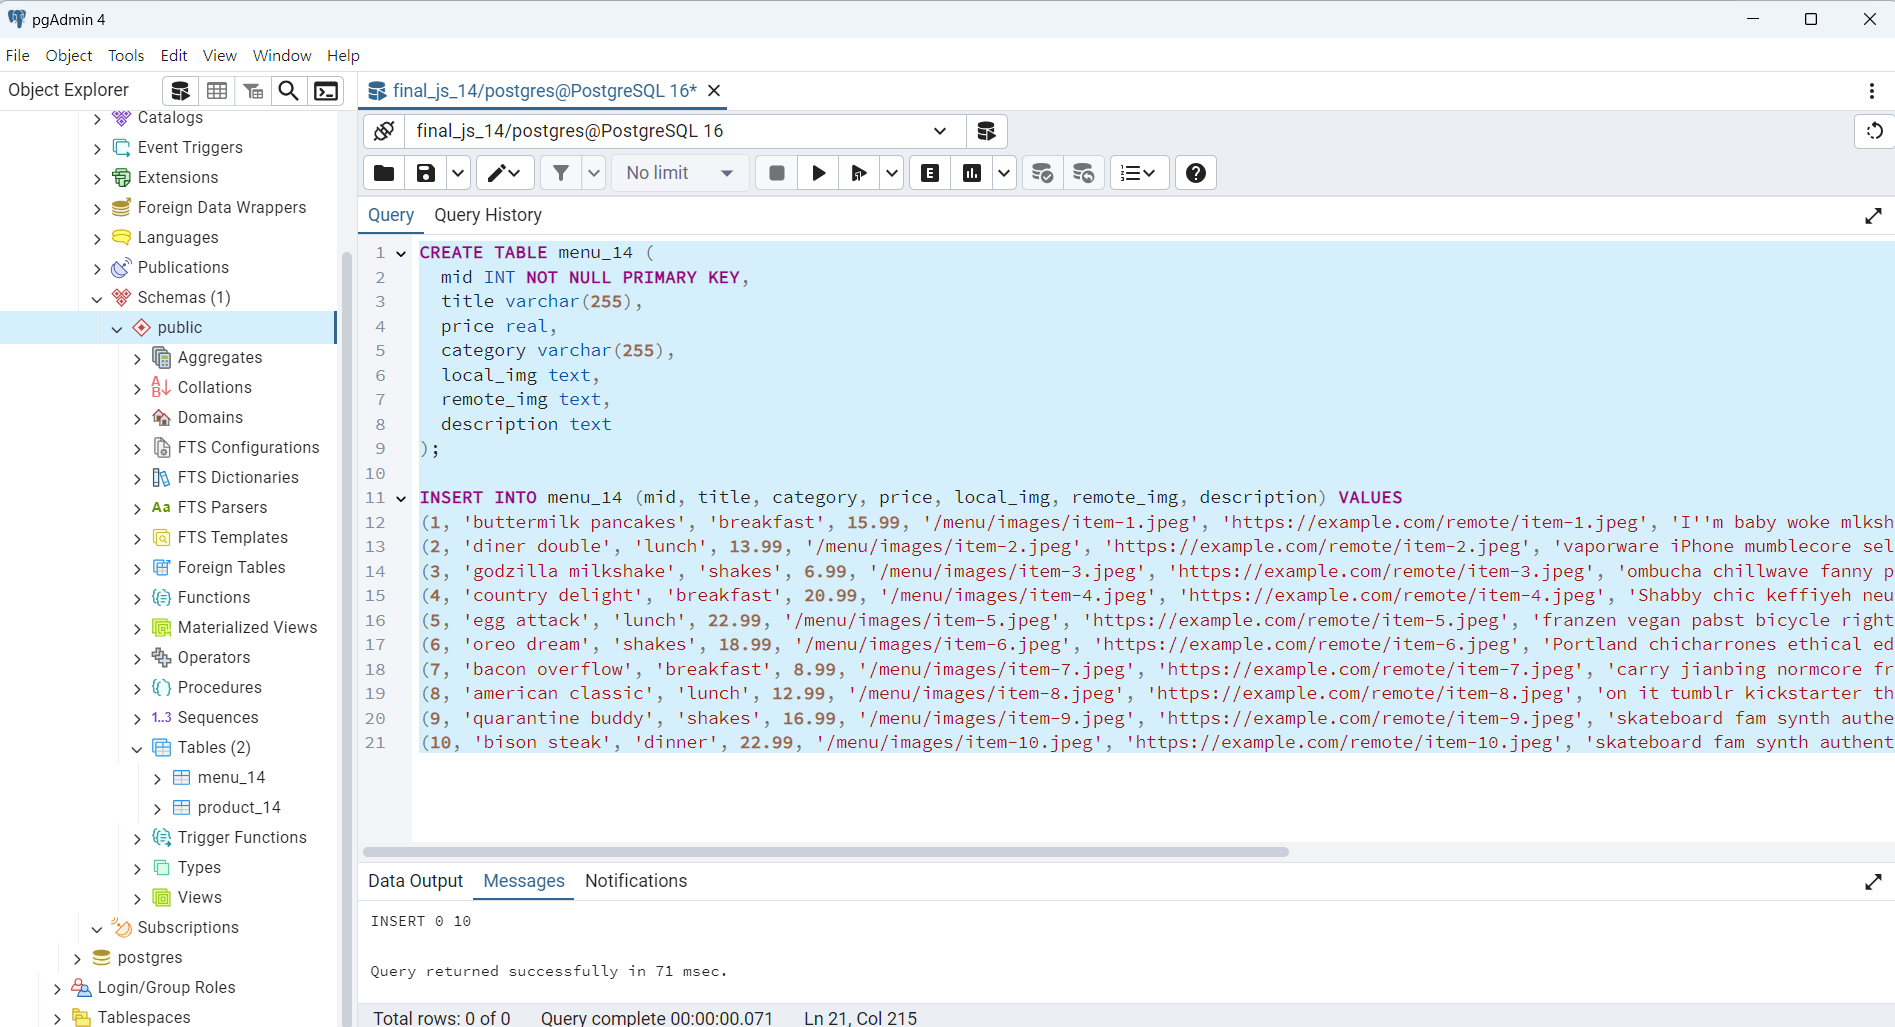 pgAdmin 4
File Object Tools Edit View Window Help
Object Explorer
final_js_14/postgres@PostgreSQL 16*
final_js_14/postgres@PostgreSQL 16
No limit
Query Query History
Catalogs
Event Triggers
Extensions
Foreign Data Wrappers
Languages
Publications
Schemas (1)
public
Aggregates
Collations
Domains
FTS Configurations
FTS Dictionaries
FTS Parsers
FTS Templates
Foreign Tables
Functions
Materialized Views
Operators
Procedures
1..3 Sequences
Tables (2)
menu_14
product_14
Trigger Functions
Types
Views
Subscriptions
postgres
Login/Group Roles
Tablespaces
1 CREATE TABLE menu_14 (
2 mid INT NOT NULL PRIMARY KEY,
3 title varchar(255),
4 price real,
5 category varchar(255),
6 local_img text,
7 remote_img text,
8 description text
9 );
10
11 INSERT INTO menu_14 (mid, title, category, price, local_img, remote_img, description) VALUES
12 (1, 'buttermilk pancakes', 'breakfast', 15.99, '/menu/images/item-1.jpeg', 'https://example.com/remote/item-1.jpeg', 'I''m baby woke mlksh
13 (2, 'diner double', 'lunch', 13.99, '/menu/images/item-2.jpeg', 'https://example.com/remote/item-2.jpeg', 'vaporware iPhone mumblecore sel
14 (3, 'godzilla milkshake', 'shakes', 6.99, '/menu/images/item-3.jpeg', 'https://example.com/remote/item-3.jpeg', 'ombucha chillwave fanny p
15 (4, 'country delight', 'breakfast', 20.99, '/menu/images/item-4.jpeg', 'https://example.com/remote/item-4.jpeg', 'Shabby chic keffiyeh neu
16 (5, 'egg attack', 'lunch', 22.99, '/menu/images/item-5.jpeg', 'https://example.com/remote/item-5.jpeg', 'franzen vegan pabst bicycle right
17 (6, 'oreo dream', 'shakes', 18.99, '/menu/images/item-6.jpeg', 'https://example.com/remote/item-6.jpeg', 'Portland chicharrones ethical ed
18 (7, 'bacon overflow', 'breakfast', 8.99, '/menu/images/item-7.jpeg', 'https://example.com/remote/item-7.jpeg', 'carry jianbing normcore fr
19 (8, 'american classic', 'lunch', 12.99, '/menu/images/item-8.jpeg', 'https://example.com/remote/item-8.jpeg', 'on it tumblr kickstarter th
20 (9, 'quarantine buddy', 'shakes', 16.99, '/menu/images/item-9.jpeg', 'https://example.com/remote/item-9.jpeg', 'skateboard fam synth authe
21 (10, 'bison steak', 'dinner', 22.99, '/menu/images/item-10.jpeg', 'https://example.com/remote/item-10.jpeg', 'skateboard fam synth authent
Data Output Messages Notifications
INSERT 0 10
Query returned successfully in 71 msec.
Total rows: 0 of 0 Query complete 00:00:00.071 Ln 21, Col 215